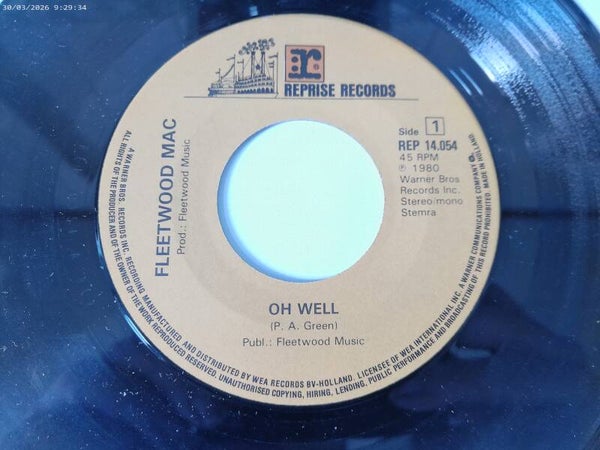 30/03/2026 9:29:34
r
REPRISE RECORDS
Side 1
REP 14.054
45 RPM
℗ 1980
Warner Bros
Records Inc.
Stereo/mono
Stemra
FLEETWOOD MAC
Prod.: Fleetwood Music
OH WELL
(P. A. Green)
Publ.: Fleetwood Music
A WARNER BROS. RECORDS INC. RECORDING MANUFACTURED AND DISTRIBUTED BY WEA RECORDS BV-HOLLAND. LICENSEE OF WEA INTERNATIONAL INC. A WARNER COMMUNICATIONS COMPANY MADE IN HOLLAND.
ALL RIGHTS OF THE PRODUCER AND OF THE OWNER OF THE WORK REPRODUCED RESERVED. UNAUTHORISED COPYING, HIRING, LENDING, PUBLIC PERFORMANCE AND BROADCASTING OF THIS RECORD PROHIBITED.